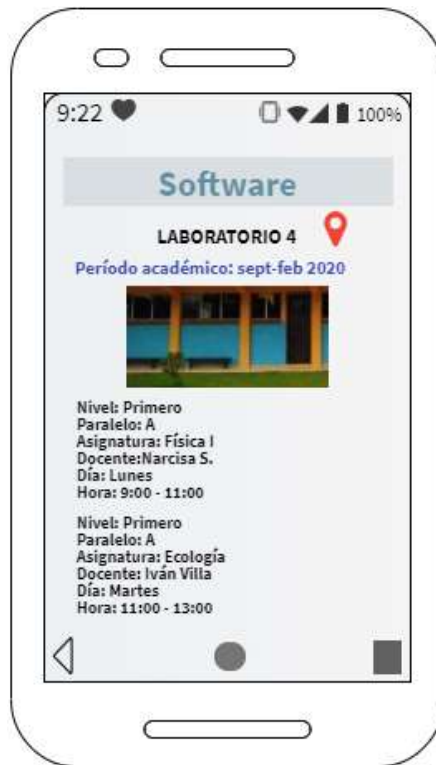 9:22
100%
Software
LABORATORIO 4
Período académico: sept-feb 2020
Nivel: Primero
Paralelo: A
Asignatura: Física I
Docente:Narcisa S.
Día: Lunes
Hora: 9:00 - 11:00
Nivel: Primero
Paralelo: A
Asignatura: Ecología
Docente: Iván Villa
Día: Martes
Hora: 11:00 - 13:00